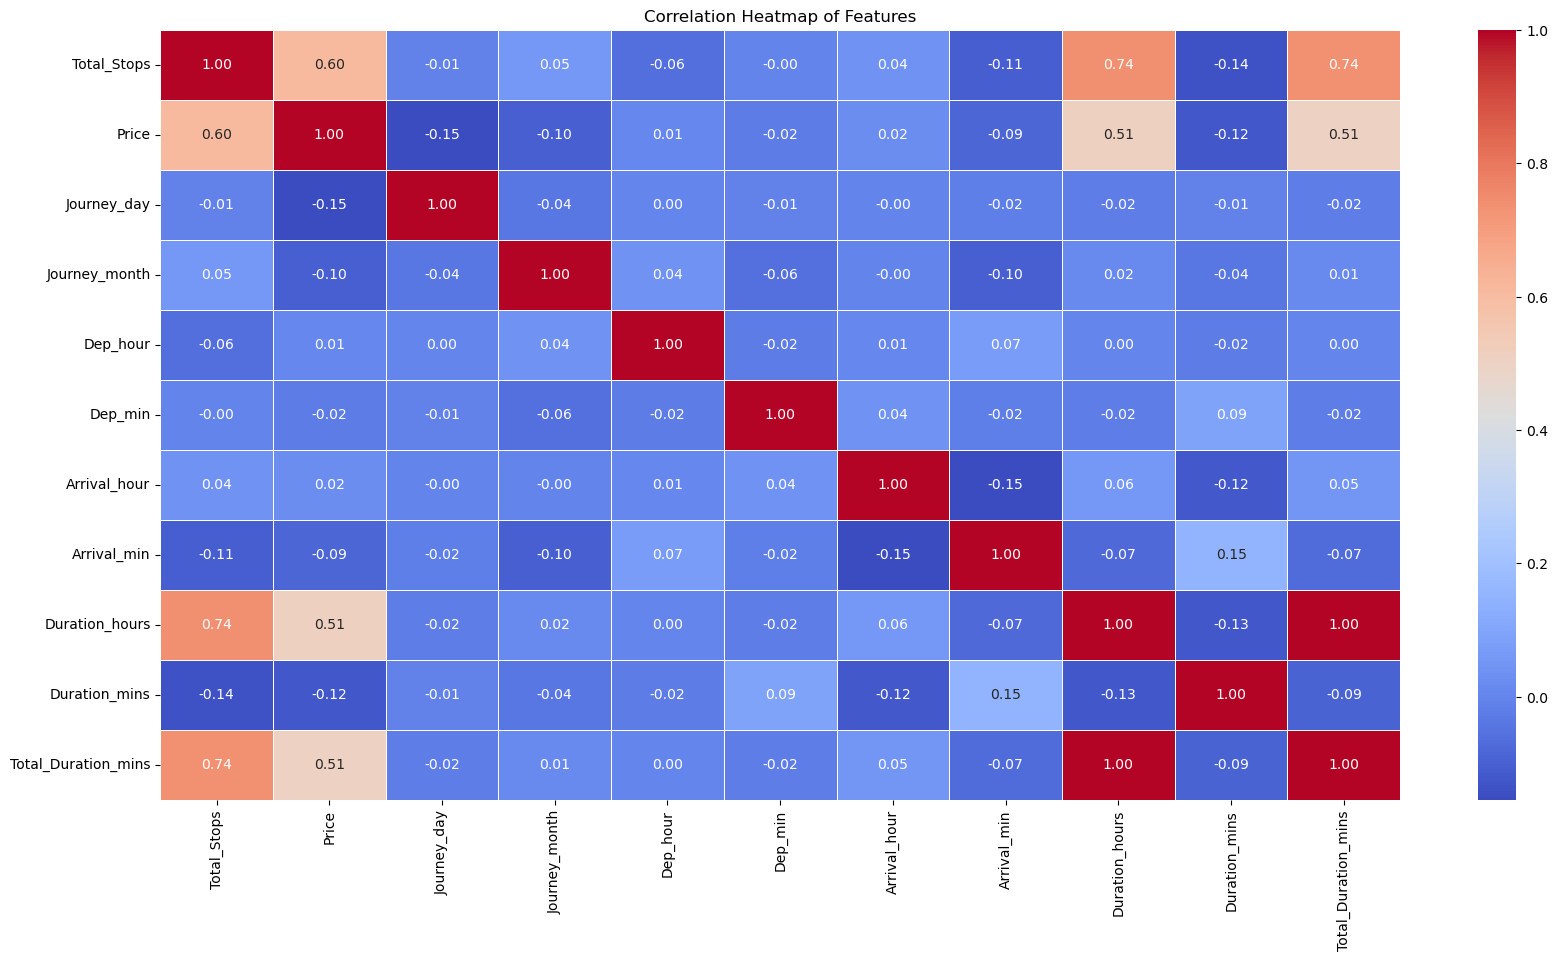 Correlation Heatmap of Features
Total_Stops 1.00 0.60 -0.01 0.05 -0.06 -0.00 0.04 -0.11 0.74 -0.14 0.74
Price 0.60 1.00 -0.15 -0.10 0.01 -0.02 0.02 -0.09 0.51 -0.12 0.51
Journey_day -0.01 -0.15 1.00 -0.04 0.00 -0.01 -0.00 -0.02 -0.02 -0.01 -0.02
Journey_month 0.05 -0.10 -0.04 1.00 0.04 -0.06 -0.00 -0.10 0.02 -0.04 0.01
Dep_hour -0.06 0.01 0.00 0.04 1.00 -0.02 0.01 0.07 0.00 -0.02 0.00
Dep_min -0.00 -0.02 -0.01 -0.06 -0.02 1.00 0.04 -0.02 -0.02 0.09 -0.02
Arrival_hour 0.04 0.02 -0.00 -0.00 0.01 0.04 1.00 -0.15 0.06 -0.12 0.05
Arrival_min -0.11 -0.09 -0.02 -0.10 0.07 -0.02 -0.15 1.00 -0.07 0.15 -0.07
Duration_hours 0.74 0.51 -0.02 0.02 0.00 -0.02 0.06 -0.07 1.00 -0.13 1.00
Duration_mins -0.14 -0.12 -0.01 -0.04 -0.02 0.09 -0.12 0.15 -0.13 1.00 -0.09
Total_Duration_mins 0.74 0.51 -0.02 0.01 0.00 -0.02 0.05 -0.07 1.00 -0.09 1.00
Total_Stops
Price
Journey_day
Journey_month
Dep_hour
Dep_min
Arrival_hour
Arrival_min
Duration_hours
Duration_mins
Total_Duration_mins
1.0
0.8
0.6
0.4
0.2
0.0